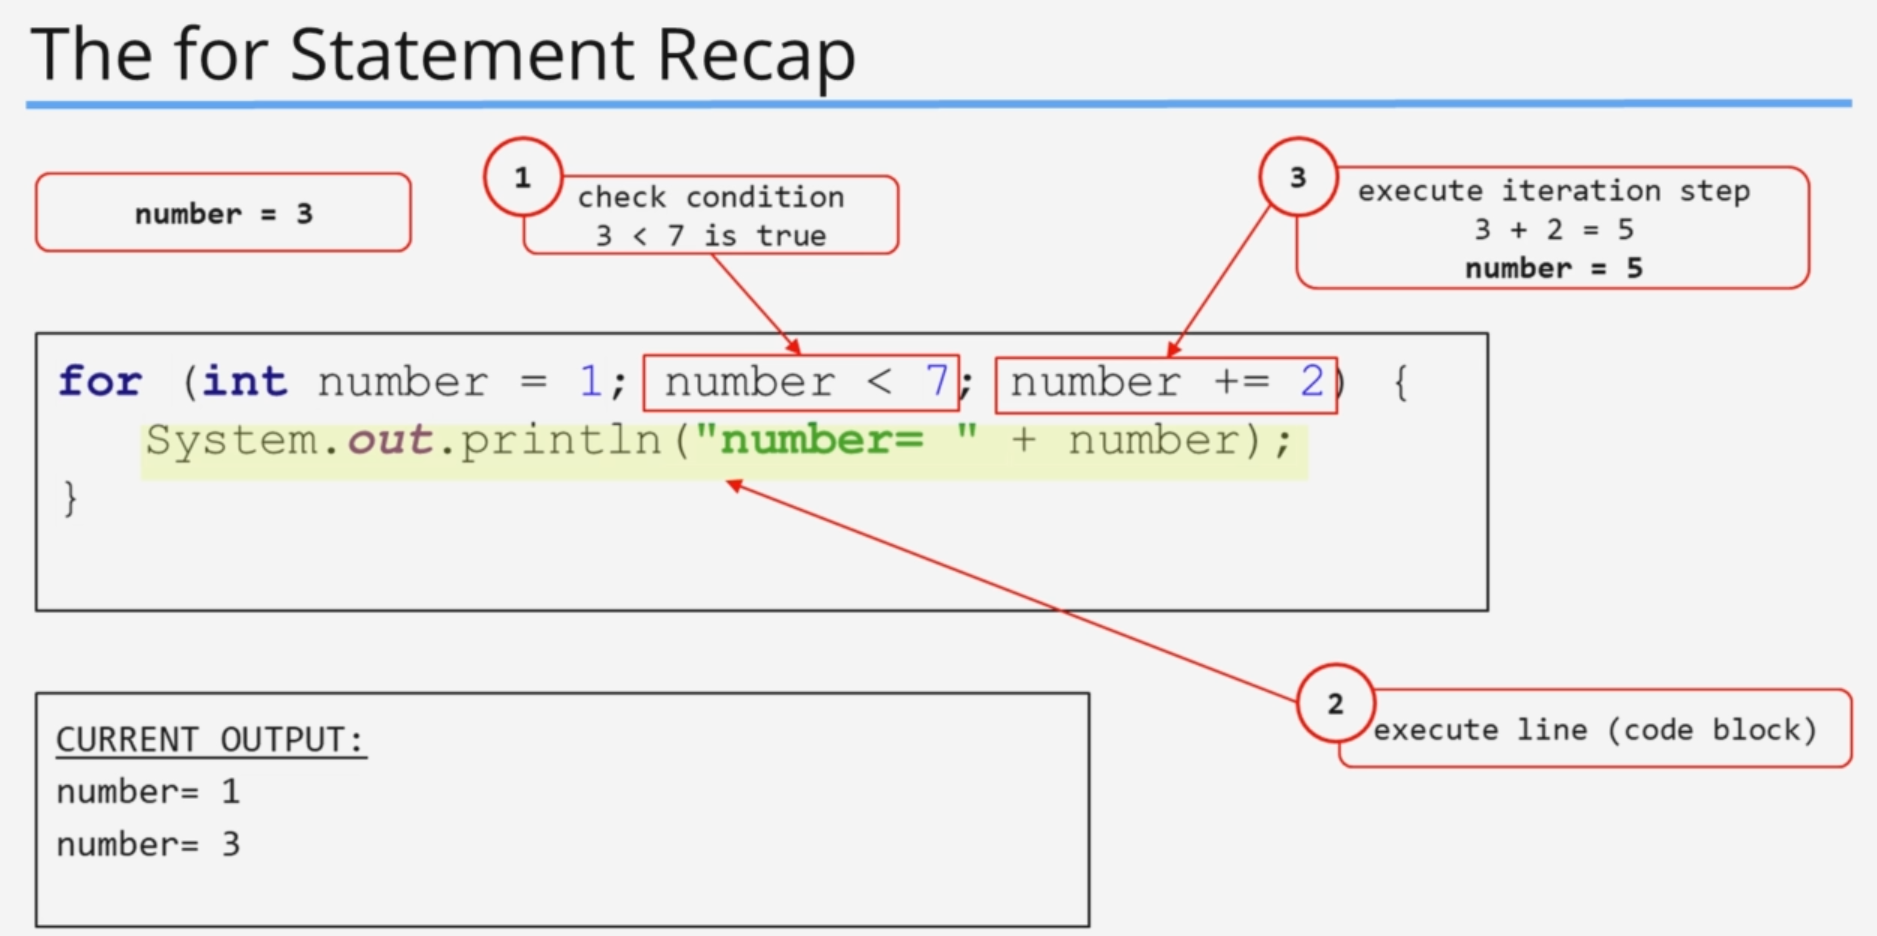 The for Statement Recap
number = 3
1
check condition
3 < 7 is true
3
execute iteration step
3 + 2 = 5
number = 5
for (int number = 1; number < 7; number += 2) {
System.out.println("number= " + number);
}
2
execute line (code block)
CURRENT OUTPUT:
number= 1
number= 3